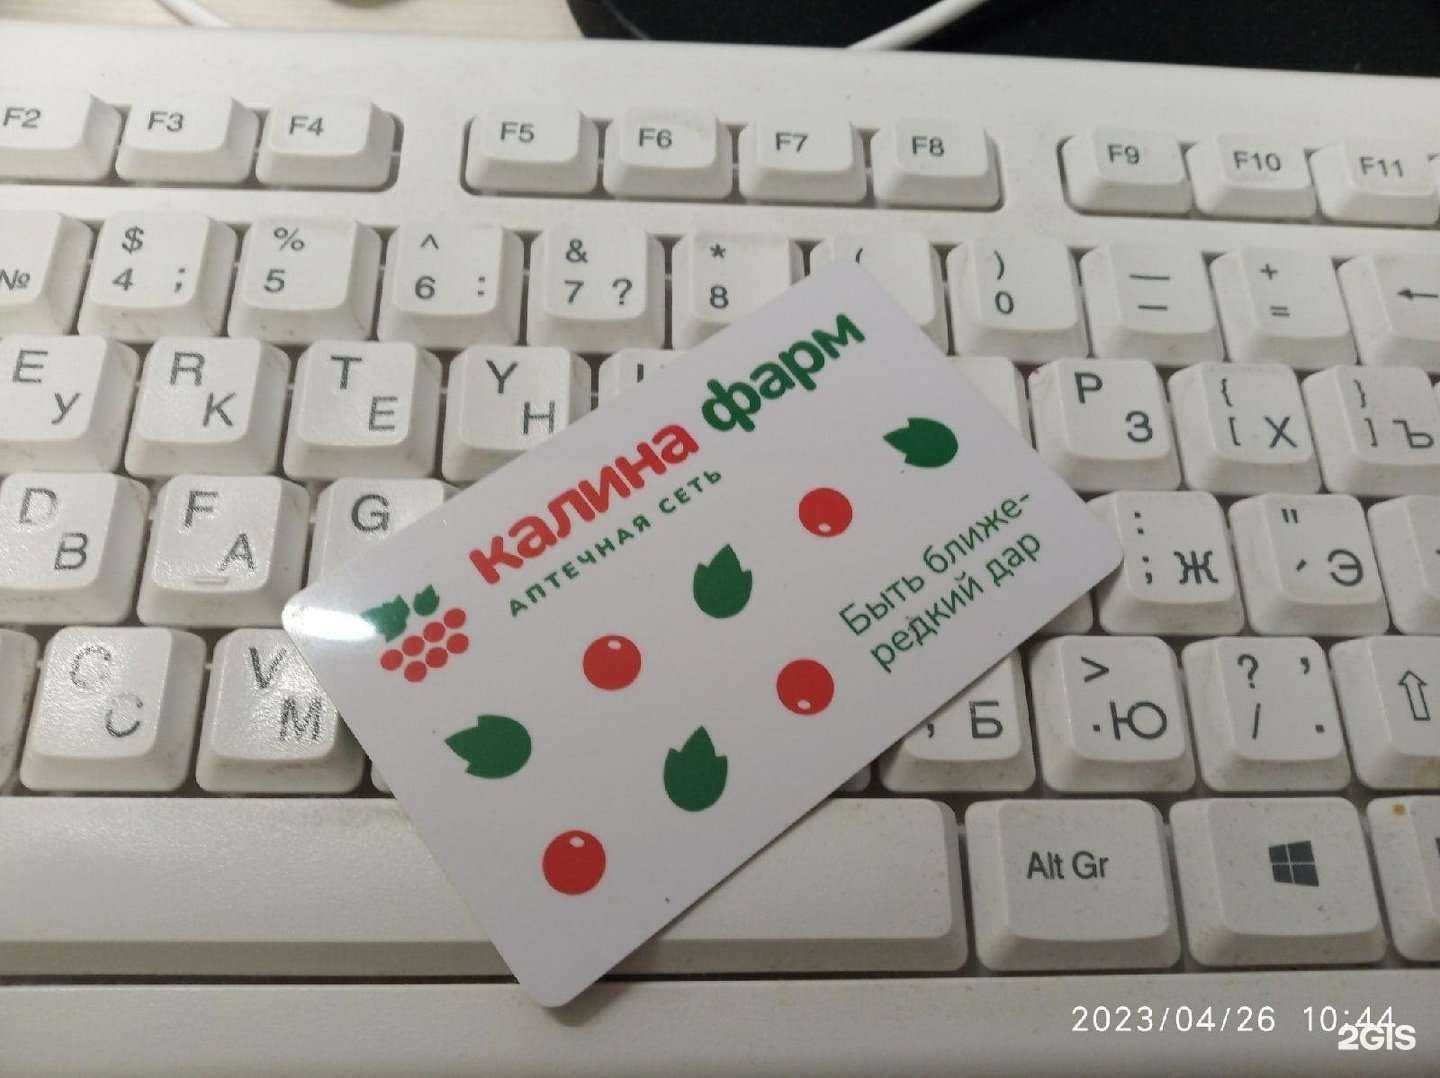 F2 F3 F4 F5 F6 F7 F8 F9 F10 F11
$ % ^ & * ( ) — +
№ 4 ; 5 6 : 7 ? 8 0 – = ←
E R T Y P { }
У К Е Н З [ Х ] Ъ
D F G : "
В А ; Ж ' Э
C V > ? ,
С М , Б . Ю / .
Alt Gr
калина фарм
АПТЕЧНАЯ СЕТЬ
Быть ближе-
редкий дар
2023/04/26 10:44
2GIS